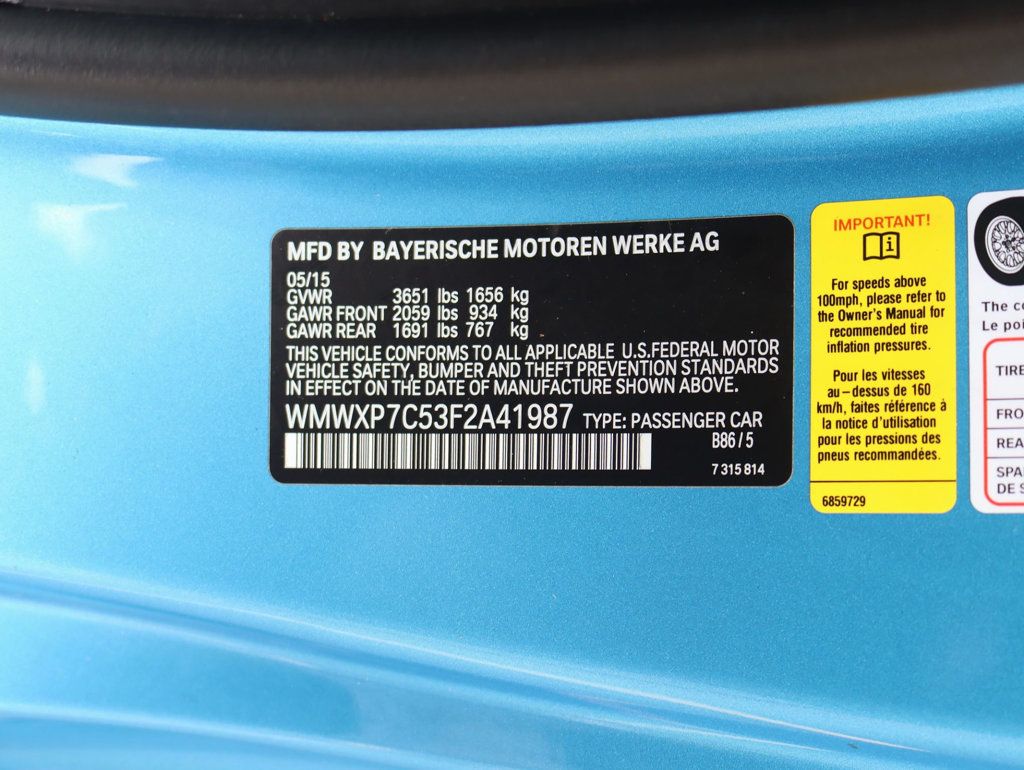 MFD BY BAYERISCHE MOTOREN WERKE AG
05/15
GVWR 3651 lbs 1656 kg
GAWR FRONT 2059 lbs 934 kg
GAWR REAR 1691 lbs 767 kg
THIS VEHICLE CONFORMS TO ALL APPLICABLE U.S.FEDERAL MOTOR
VEHICLE SAFETY, BUMPER AND THEFT PREVENTION STANDARDS
IN EFFECT ON THE DATE OF MANUFACTURE SHOWN ABOVE.
WMWXP7C53F2A41987 TYPE: PASSENGER CAR
B86/5
7 315 814
IMPORTANT!
For speeds above
100mph, please refer to
the Owner's Manual for
recommended tire
inflation pressures.
Pour les vitesses
au-dessus de 160
km/h, faites référence à
la notice d'utilisation
pour les pressions des
pneus recommandées.
6859729
The
Le
TIRE
DE